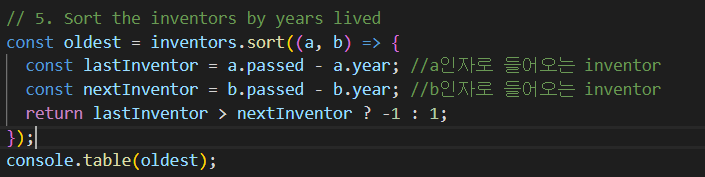 // 5. Sort the inventors by years lived
const oldest = inventors.sort((a, b) => {
  const lastInventor = a.passed - a.year; //a인자로 들어오는 inventor
  const nextInventor = b.passed - b.year; //b인자로 들어오는 inventor
  return lastInventor > nextInventor ? -1 : 1;
});
console.table(oldest);